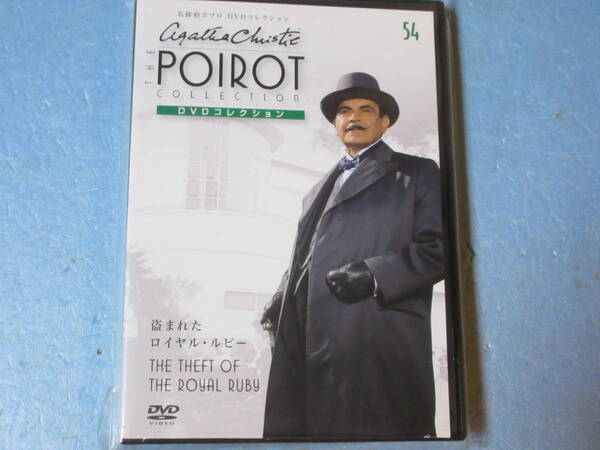 名探偵ポワロ DVDコレクション
Agatha Christie
54
THE
POIROT
COLLECTION
DVDコレクション
盗まれた
ロイヤル・ルビー
THE THEFT OF
THE ROYAL RUBY
DVD
VIDEO